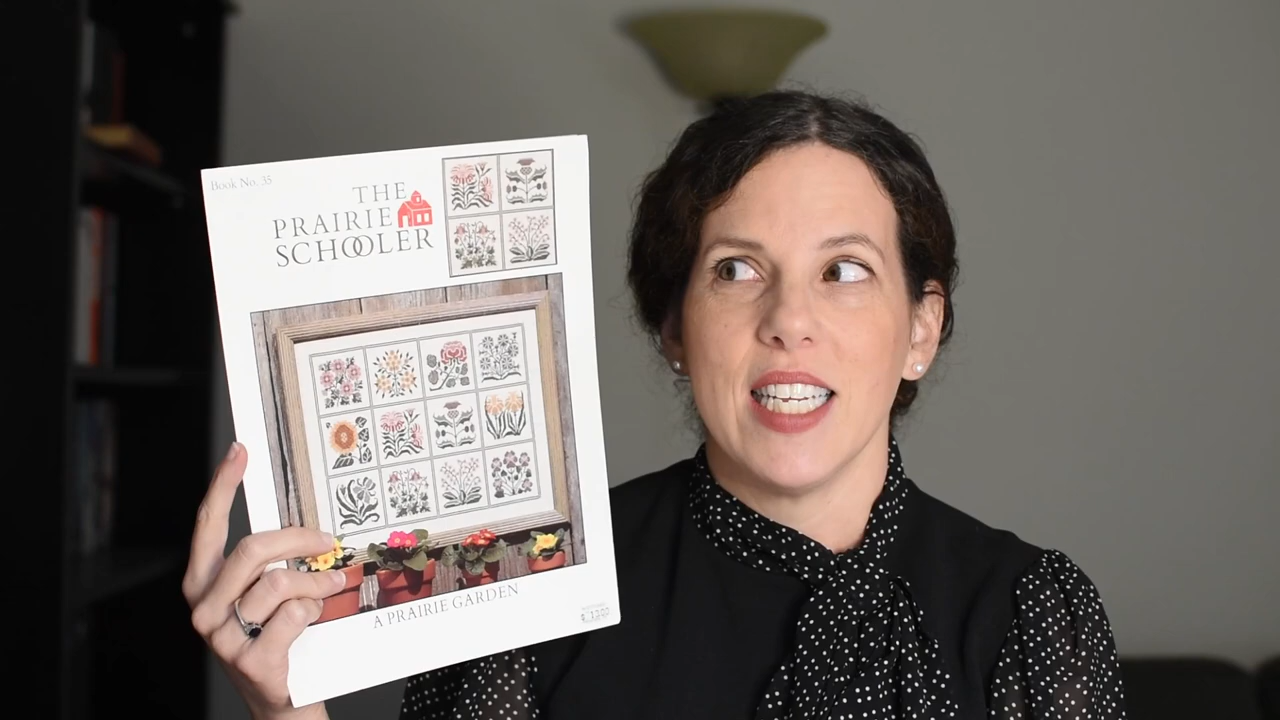 Book No. 35
THE
PRAIRIE
SCHOOLER
A PRAIRIE GARDEN